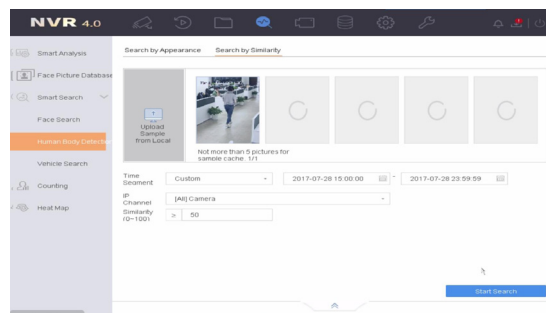 NVR 4.0
Smart Analysis
Face Picture Database
Smart Search
Face Search
Human Body Detection
Vehicle Search
Counting
Heat Map
Search by Appearance Search by Similarity
Upload
Sample
from Local
Not more than 5 pictures for
sample cache. 1/1
Time
Segment Custom 2017-07-28 15:00:00 - 2017-07-28 23:59:59
IP
Channel [All] Camera
Similarity
(0~100) > 50
Start Search